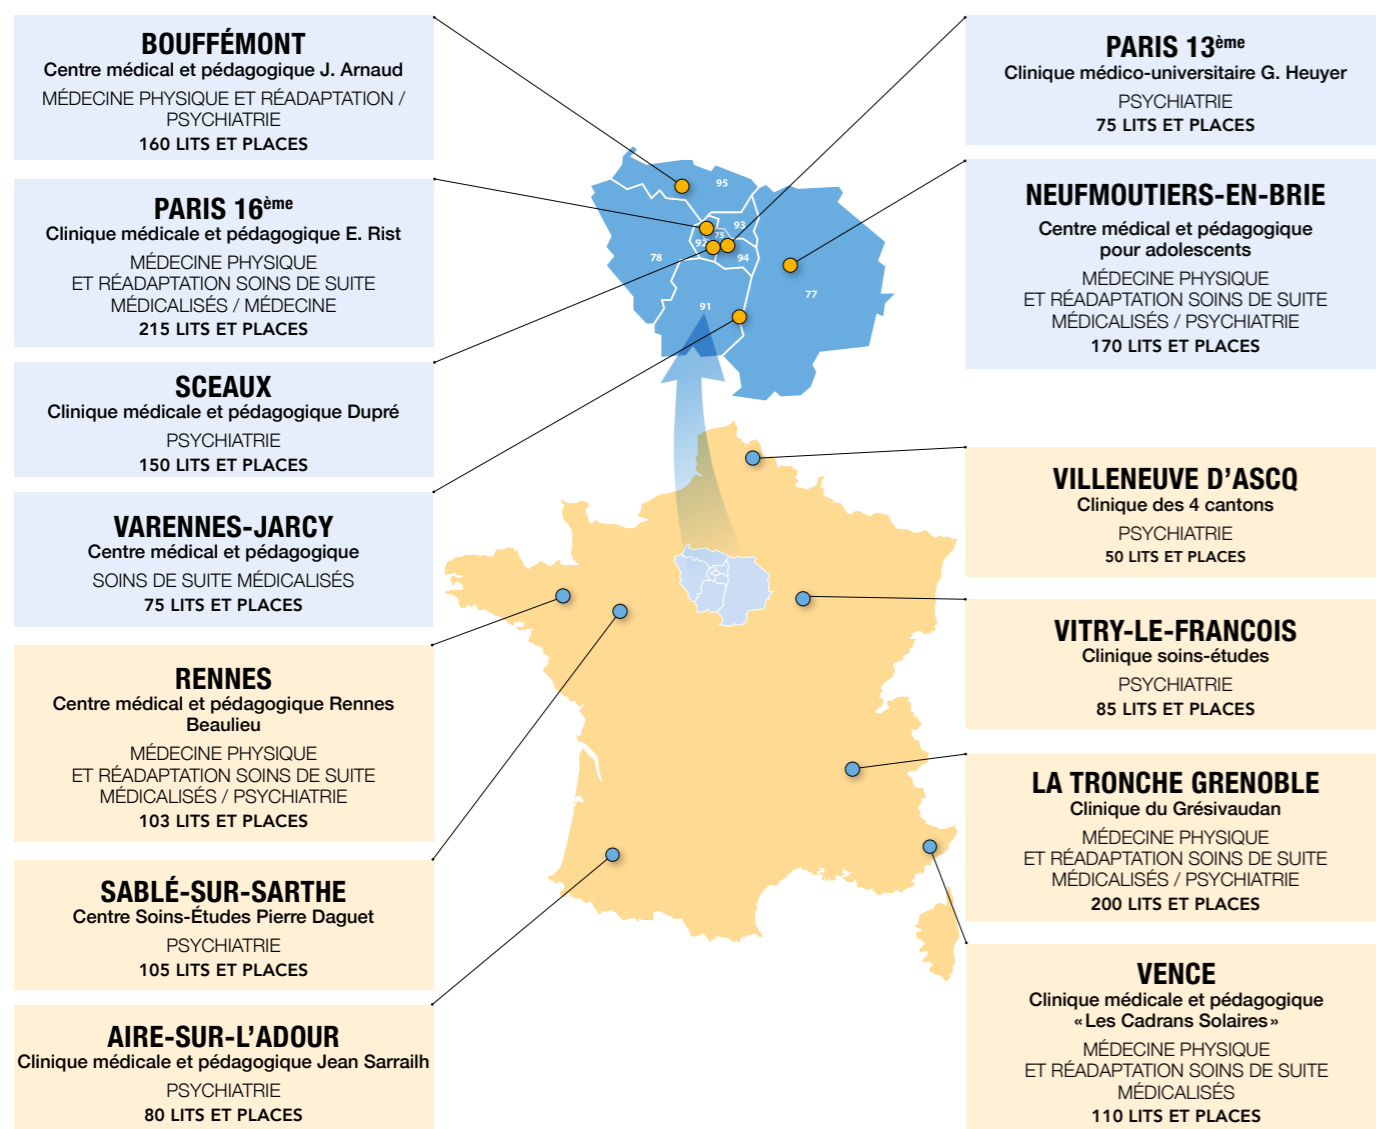 BOUFFÉMONT
Centre médical et pédagogique J. Arnaud
MÉDECINE PHYSIQUE ET RÉADAPTATION /
PSYCHIATRIE
160 LITS ET PLACES
PARIS 16ème
Clinique médicale et pédagogique E. Rist
MÉDECINE PHYSIQUE
ET RÉADAPTATION SOINS DE SUITE
MÉDICALISÉS / MÉDECINE
215 LITS ET PLACES
SCEAUX
Clinique médicale et pédagogique Dupré
PSYCHIATRIE
150 LITS ET PLACES
VARENNES-JARCY
Centre médical et pédagogique
SOINS DE SUITE MÉDICALISÉS
75 LITS ET PLACES
RENNES
Centre médical et pédagogique Rennes
Beaulieu
MÉDECINE PHYSIQUE
ET RÉADAPTATION SOINS DE SUITE
MÉDICALISÉS / PSYCHIATRIE
103 LITS ET PLACES
SABLÉ-SUR-SARTHE
Centre Soins-Études Pierre Daguet
PSYCHIATRIE
105 LITS ET PLACES
AIRE-SUR-L’ADOUR
Clinique médicale et pédagogique Jean Sarrailh
PSYCHIATRIE
80 LITS ET PLACES
95
93
75
92
94
78
77
91
PARIS 13ème
Clinique médico-universitaire G. Heuyer
PSYCHIATRIE
75 LITS ET PLACES
NEUFMOUTIERS-EN-BRIE
Centre médical et pédagogique
pour adolescents
MÉDECINE PHYSIQUE
ET RÉADAPTATION SOINS DE SUITE
MÉDICALISÉS / PSYCHIATRIE
170 LITS ET PLACES
VILLENEUVE D’ASCQ
Clinique des 4 cantons
PSYCHIATRIE
50 LITS ET PLACES
VITRY-LE-FRANCOIS
Clinique soins-études
PSYCHIATRIE
85 LITS ET PLACES
LA TRONCHE GRENOBLE
Clinique du Grésivaudan
MÉDECINE PHYSIQUE
ET RÉADAPTATION SOINS DE SUITE
MÉDICALISÉS / PSYCHIATRIE
200 LITS ET PLACES
VENCE
Clinique médicale et pédagogique
«Les Cadrans Solaires»
MÉDECINE PHYSIQUE
ET RÉADAPTATION SOINS DE SUITE
MÉDICALISÉS
110 LITS ET PLACES